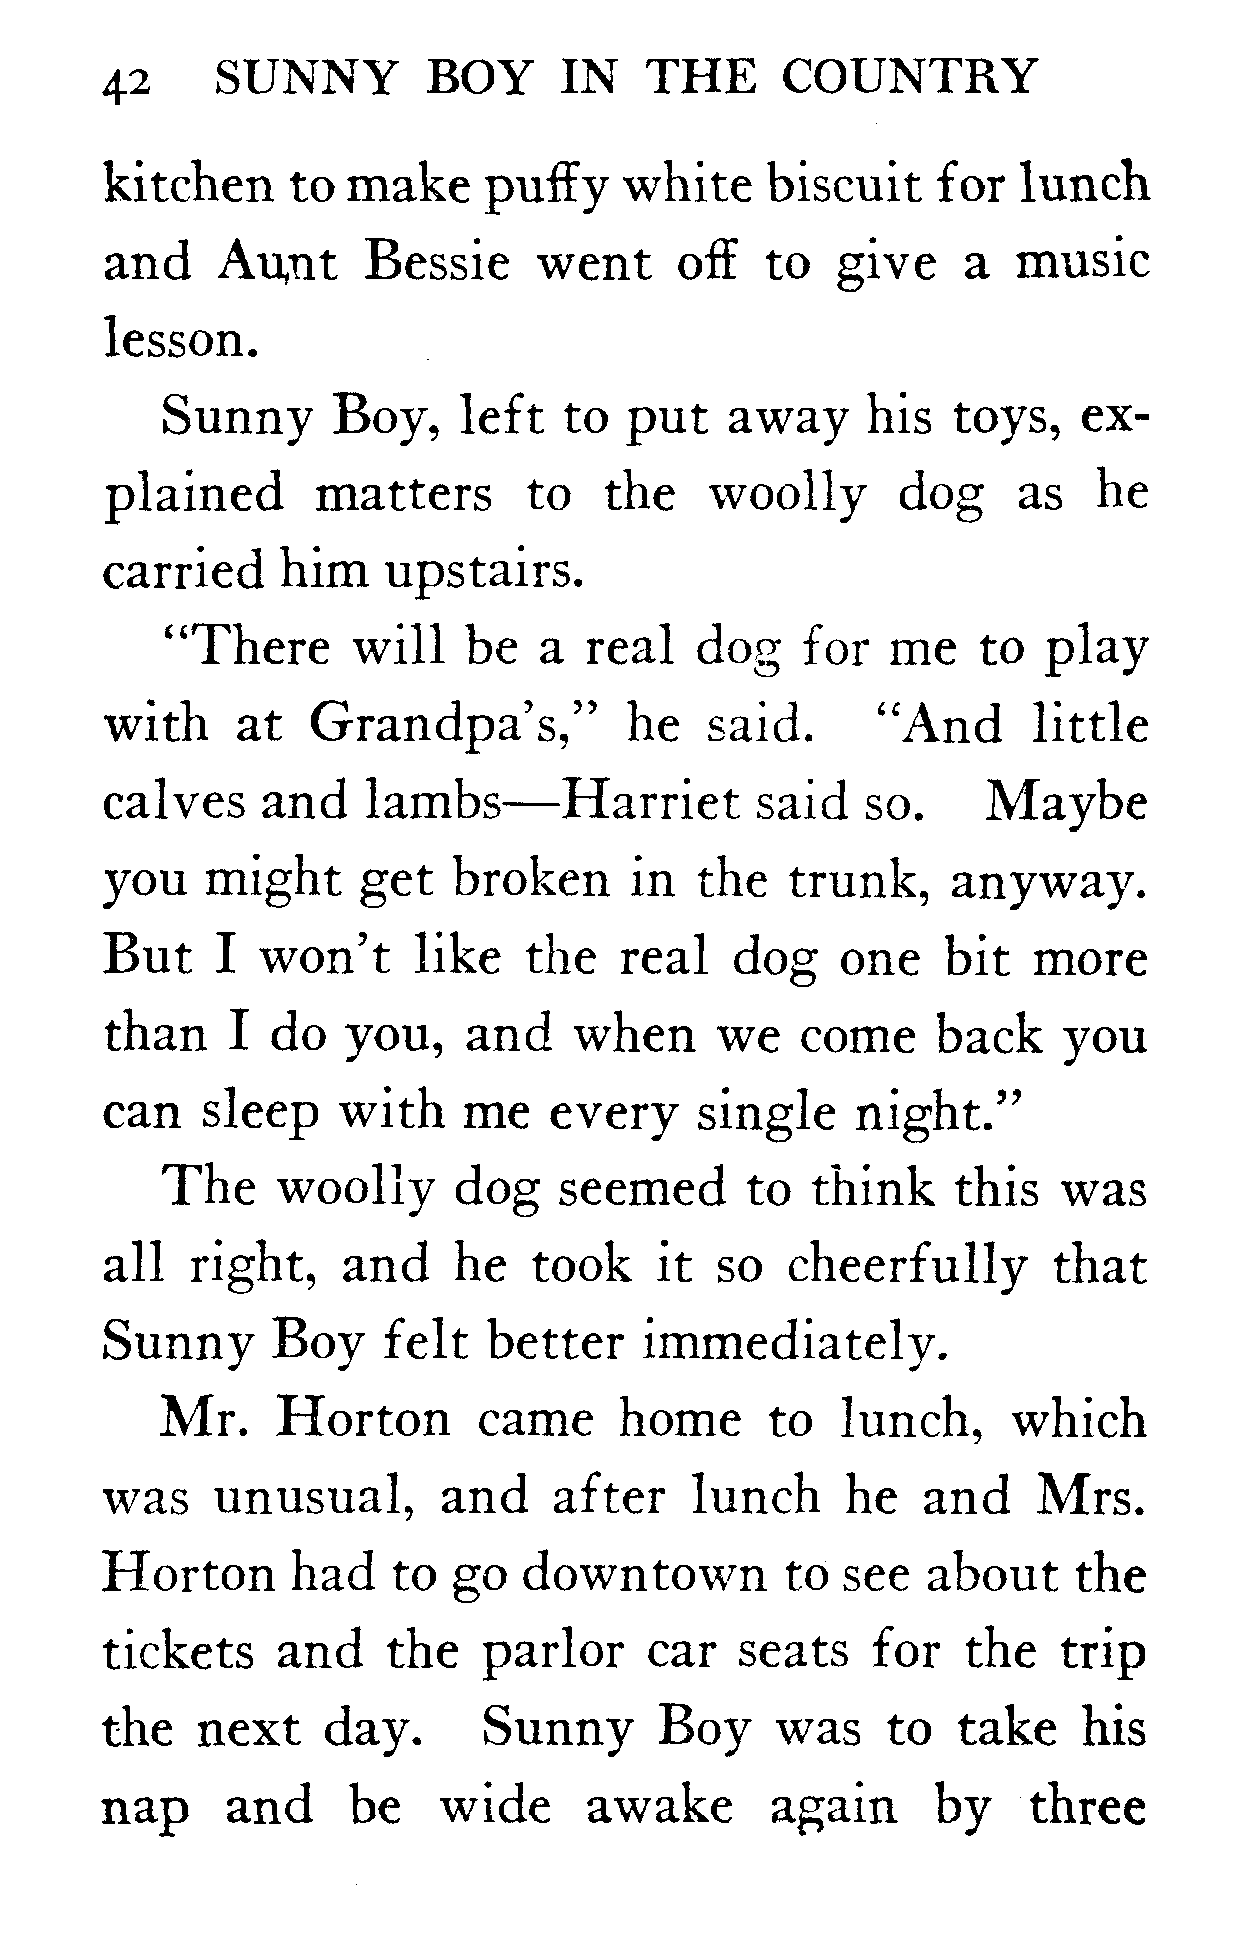 42 SUNNY BOY IN THE COUNTRY
kitchen to make puffy white biscuit for lunch
and Aunt Bessie went off to give a music
lesson.
Sunny Boy, left to put away his toys, ex-
plained matters to the woolly dog as he
carried him upstairs.
“There will be a real dog for me to play
with at Grandpa’s,” he said. “And little
calves and lambs—Harriet said so. Maybe
you might get broken in the trunk, anyway.
But I won’t like the real dog one bit more
than I do you, and when we come back you
can sleep with me every single night.”
The woolly dog seemed to think this was
all right, and he took it so cheerfully that
Sunny Boy felt better immediately.
Mr. Horton came home to lunch, which
was unusual, and after lunch he and Mrs.
Horton had to go downtown to see about the
tickets and the parlor car seats for the trip
the next day. Sunny Boy was to take his
nap and be wide awake again by three